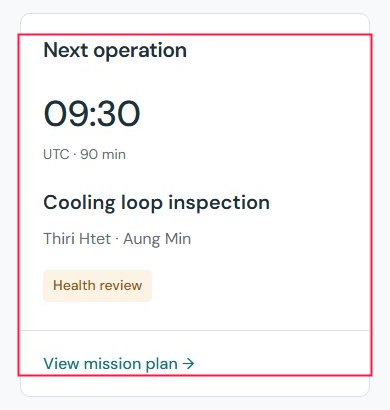 Next operation
09:30
UTC · 90 min
Cooling loop inspection
Thiri Htet · Aung Min
Health review
View mission plan →